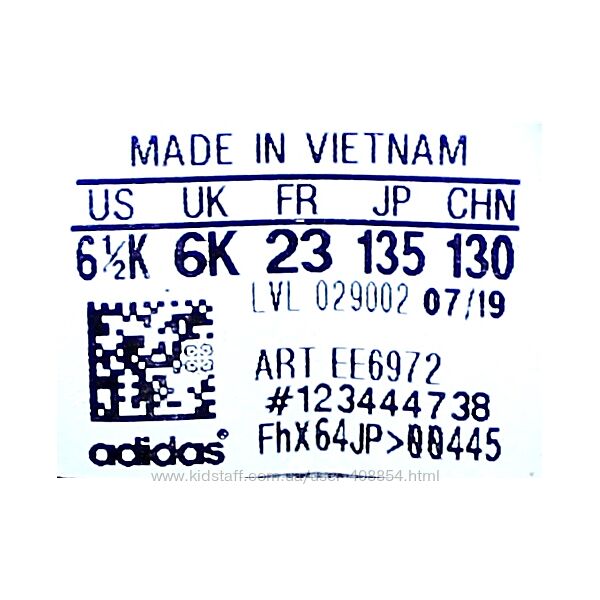 MADE IN VIETNAM
US UK FR JP CHN
6½K 6K 23 135 130
LVL 029002 07/19
ART EE6972
#123444738
adidas® FhX64JP>00445
www.kidstaff.com.ua/user-408854.html